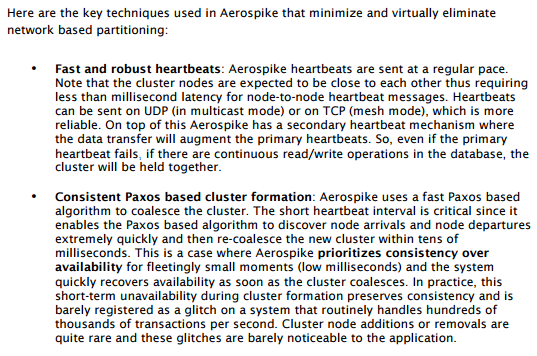 Here are the key techniques used in Aerospike that minimize and virtually eliminate
network based partitioning:
• Fast and robust heartbeats: Aerospike heartbeats are sent at a regular pace.
Note that the cluster nodes are expected to be close to each other thus requiring
less than millisecond latency for node-to-node heartbeat messages. Heartbeats
can be sent on UDP (in multicast mode) or on TCP (mesh mode), which is more
reliable. On top of this Aerospike has a secondary heartbeat mechanism where
the data transfer will augment the primary heartbeats. So, even if the primary
heartbeat fails, if there are continuous read/write operations in the database, the
cluster will be held together.
• Consistent Paxos based cluster formation: Aerospike uses a fast Paxos based
algorithm to coalesce the cluster. The short heartbeat interval is critical since it
enables the Paxos based algorithm to discover node arrivals and node departures
extremely quickly and then re-coalesce the new cluster within tens of
milliseconds. This is a case where Aerospike prioritizes consistency over
availability for fleetingly small moments (low milliseconds) and the system
quickly recovers availability as soon as the cluster coalesces. In practice, this
short-term unavailability during cluster formation preserves consistency and is
barely registered as a glitch on a system that routinely handles hundreds of
thousands of transactions per second. Cluster node additions or removals are
quite rare and these glitches are barely noticeable to the application.